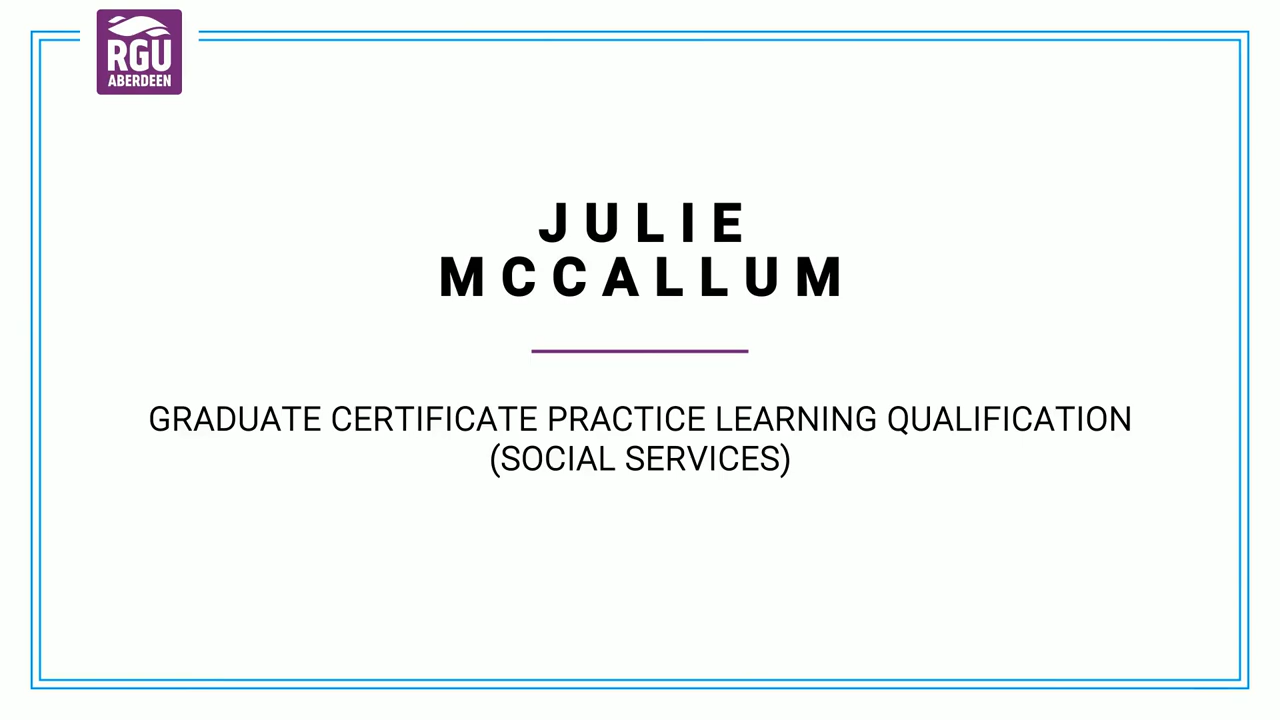 RGU
ABERDEEN
JULIE
MCCALLUM
GRADUATE CERTIFICATE PRACTICE LEARNING QUALIFICATION
(SOCIAL SERVICES)